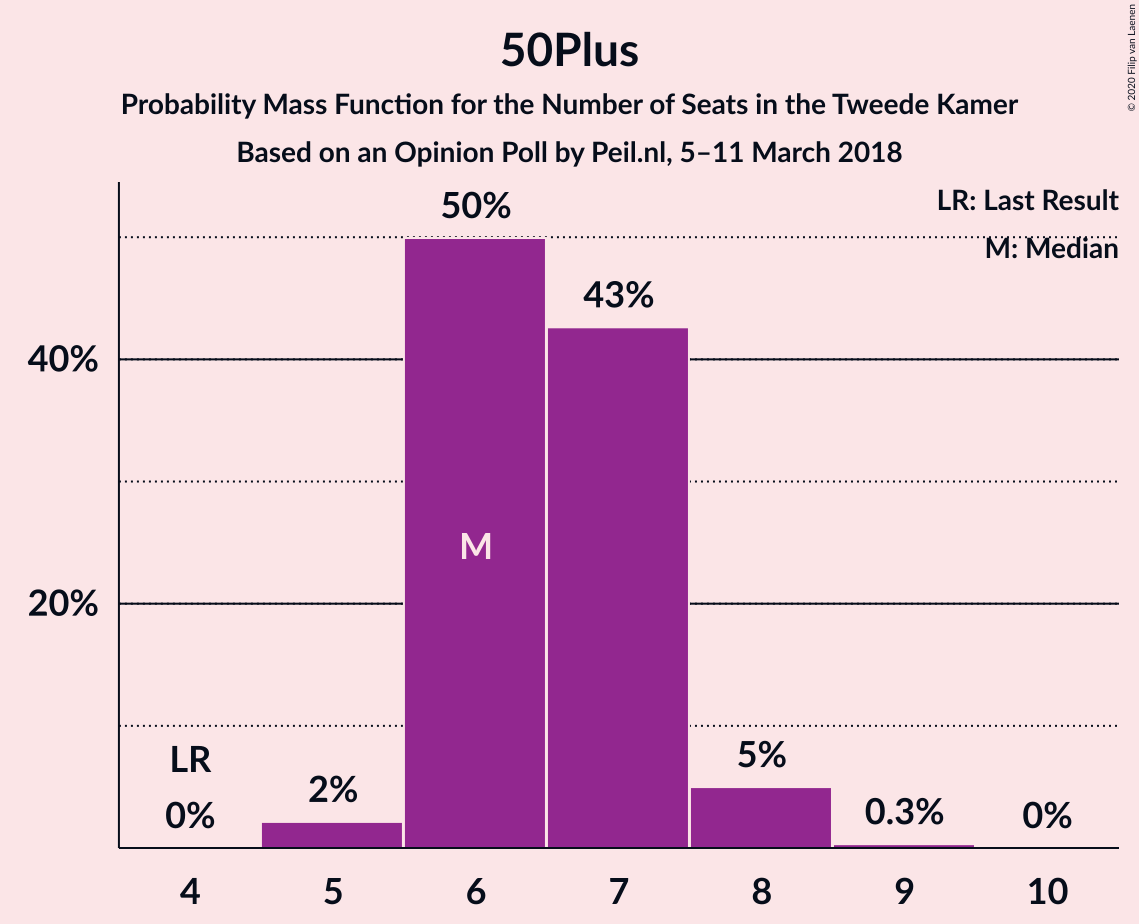 50Plus
Probability Mass Function for the Number of Seats in the Tweede Kamer
Based on an Opinion Poll by Peil.nl, 5–11 March 2018
© 2020 Filip van Laenen
LR: Last Result
M: Median
50%
43%
40%
M
20%
LR
0%
2%
5%
0.3%
0%
4 5 6 7 8 9 10